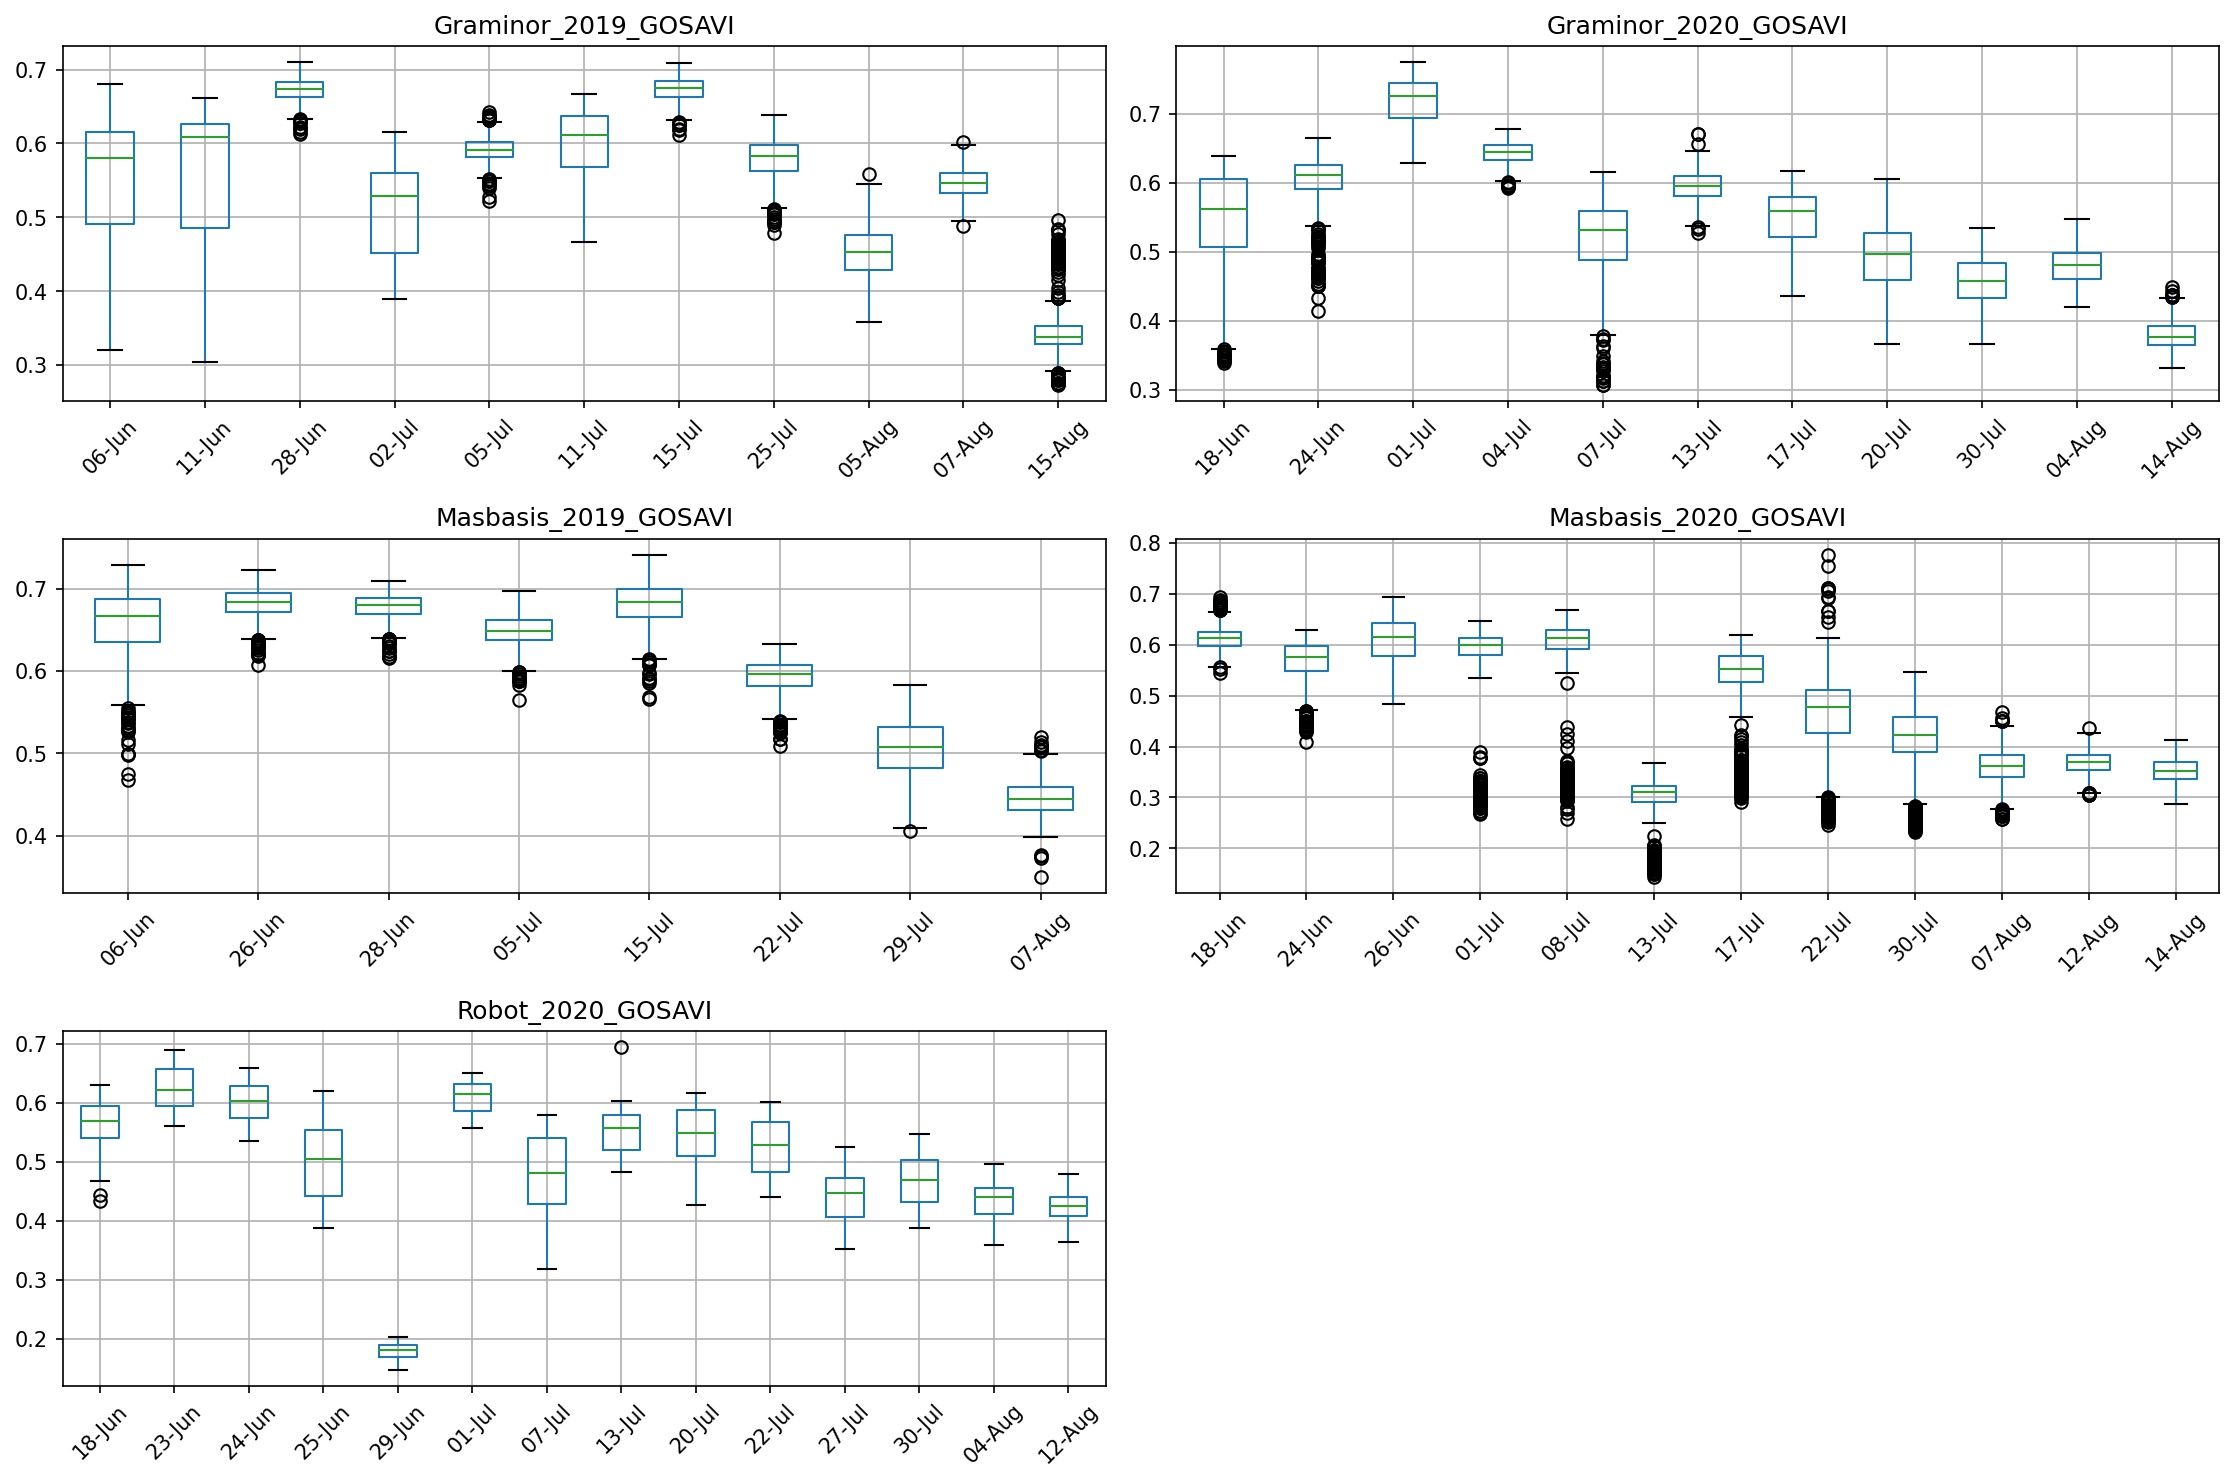 Graminor_2019_GOSAVI
0.7
0.6
0.5
0.4
0.3
06-Jun 11-Jun 28-Jun 02-Jul 05-Jul 11-Jul 15-Jul 25-Jul 05-Aug 07-Aug 15-Aug
Graminor_2020_GOSAVI
0.7
0.6
0.5
0.4
0.3
18-Jun 24-Jun 01-Jul 04-Jul 07-Jul 13-Jul 17-Jul 20-Jul 30-Jul 04-Aug 14-Aug
Masbasis_2019_GOSAVI
0.7
0.6
0.5
0.4
06-Jun 26-Jun 28-Jun 05-Jul 15-Jul 22-Jul 29-Jul 07-Aug
Masbasis_2020_GOSAVI
0.8
0.7
0.6
0.5
0.4
0.3
0.2
18-Jun 24-Jun 26-Jun 01-Jul 08-Jul 13-Jul 17-Jul 22-Jul 30-Jul 07-Aug 12-Aug 14-Aug
Robot_2020_GOSAVI
0.7
0.6
0.5
0.4
0.3
0.2
18-Jun 23-Jun 24-Jun 25-Jun 29-Jun 01-Jul 07-Jul 13-Jul 20-Jul 22-Jul 27-Jul 30-Jul 04-Aug 12-Aug